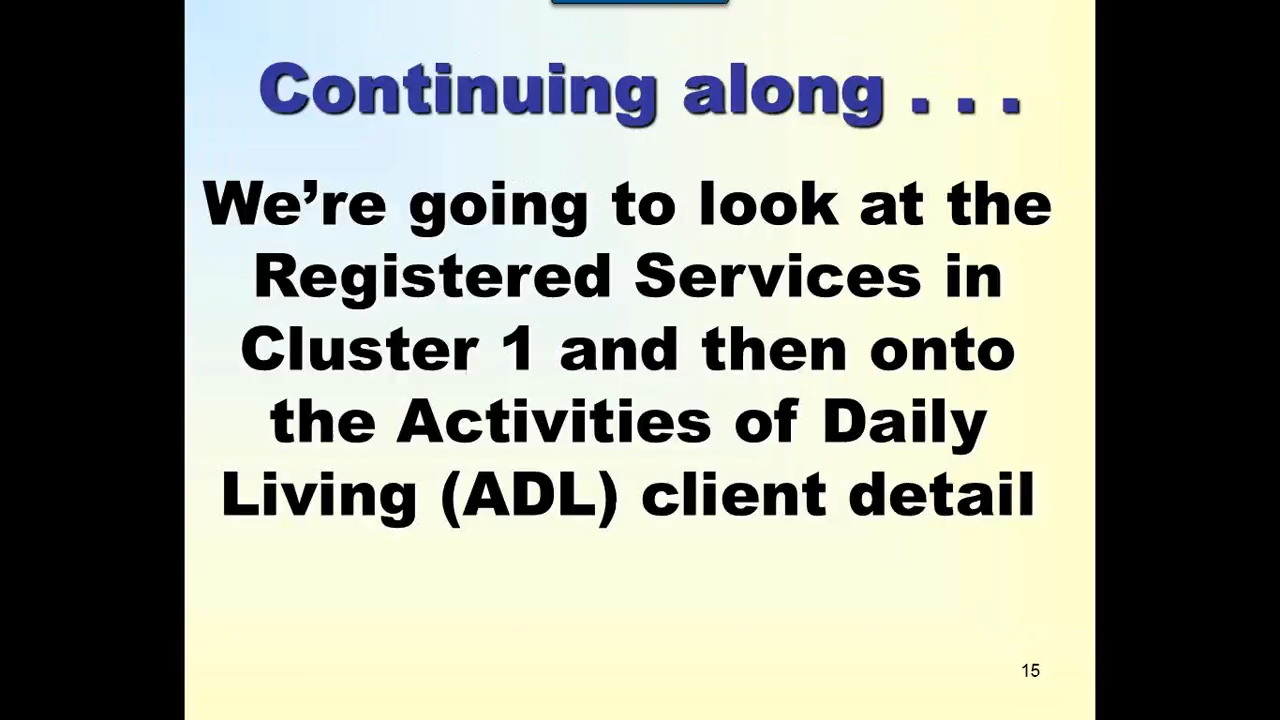 Continuing along . . .
We’re going to look at the
Registered Services in
Cluster 1 and then onto
the Activities of Daily
Living (ADL) client detail
15